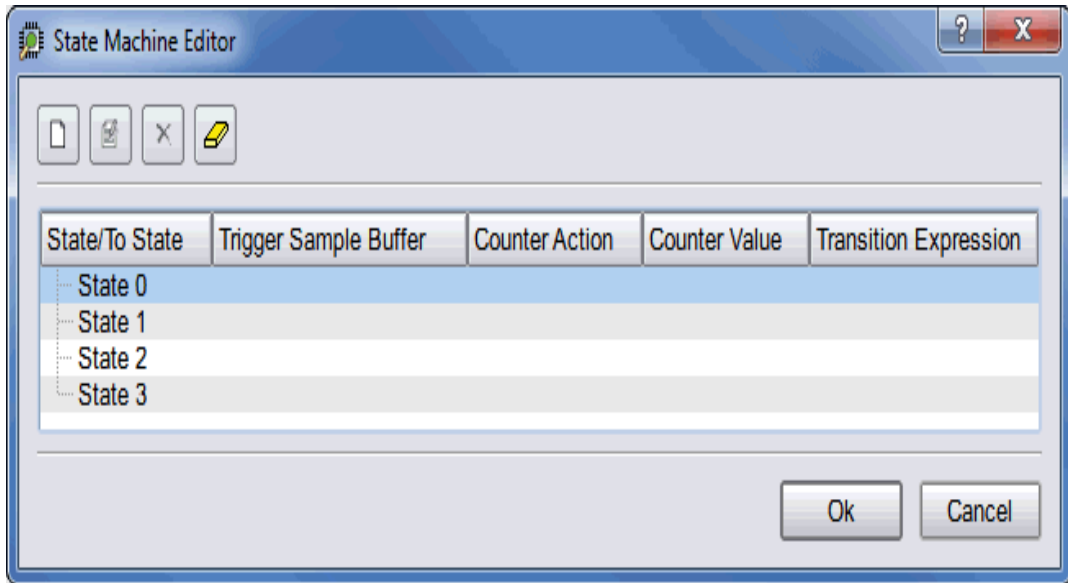 State Machine Editor
? X
State/To State Trigger Sample Buffer Counter Action Counter Value Transition Expression
State 0
State 1
State 2
State 3
Ok Cancel